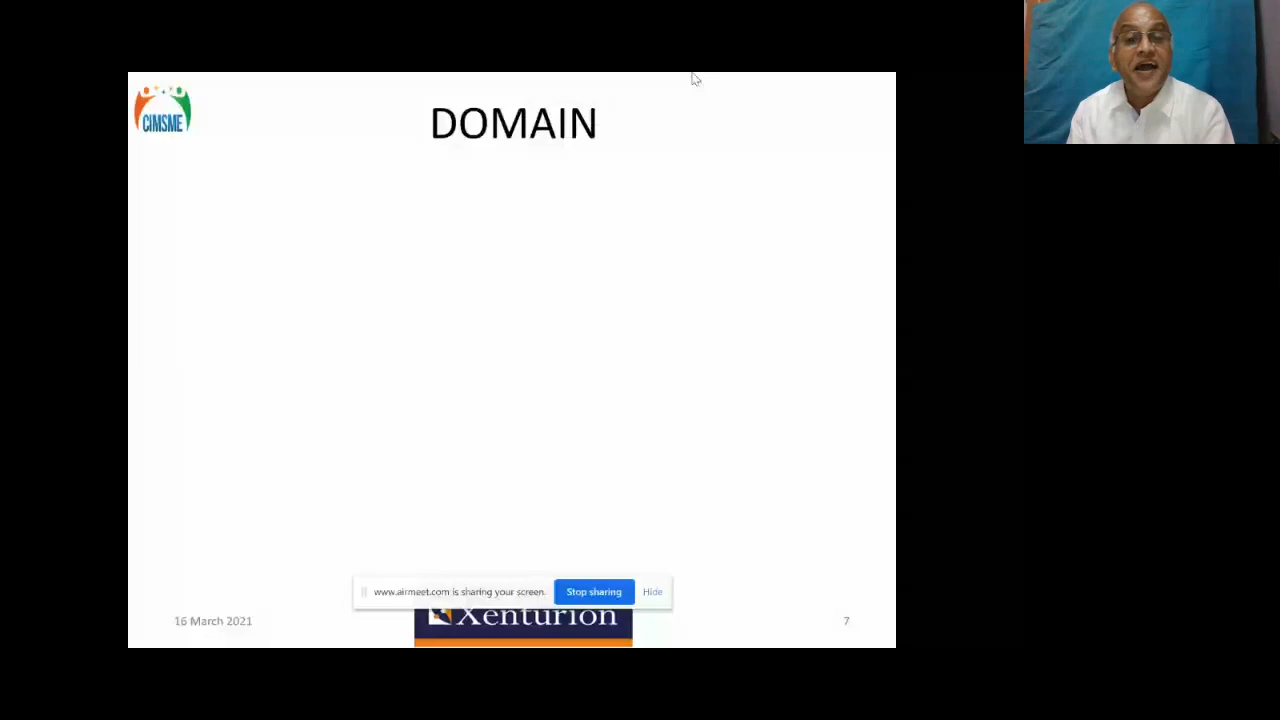 CIMSME
DOMAIN
www.airmeet.com is sharing your screen.
Stop sharing
Hide
16 March 2021
Xenturion
7